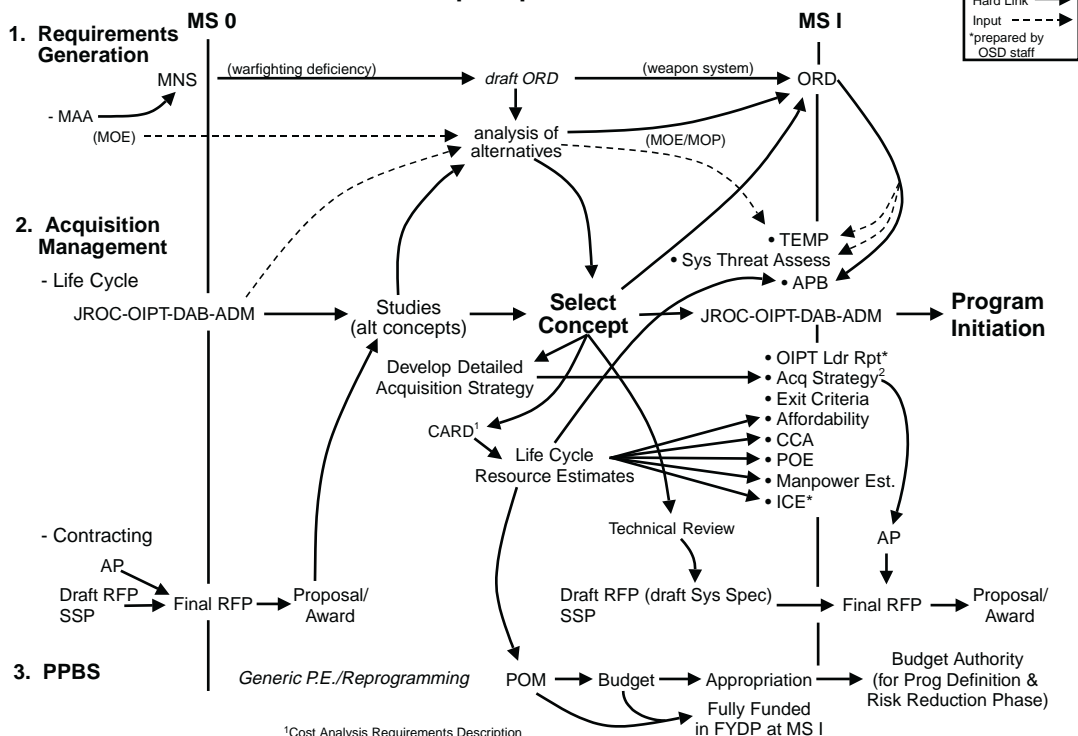 MS 0
MS I
Hard Link
Input
*prepared by
OSD staff
1. Requirements
Generation
MNS
(warfighting deficiency)
draft ORD
(weapon system)
ORD
- MAA
(MOE)
analysis of
alternatives
(MOE/MOP)
2. Acquisition
Management
- Life Cycle
• TEMP
• Sys Threat Assess
• APB
JROC-OIPT-DAB-ADM
Studies
(alt concepts)
Select
Concept
JROC-OIPT-DAB-ADM
Program
Initiation
Develop Detailed
Acquisition Strategy
• OIPT Ldr Rpt*
• Acq Strategy2
• Exit Criteria
• Affordability
• CCA
• POE
• Manpower Est.
• ICE*
CARD1
Life Cycle
Resource Estimates
Technical Review
- Contracting
AP
Draft RFP
SSP
Final RFP
Proposal/
Award
Draft RFP (draft Sys Spec)
SSP
AP
Final RFP
Proposal/
Award
3. PPBS
Generic P.E./Reprogramming
POM
Budget
Appropriation
Budget Authority
(for Prog Definition &
Risk Reduction Phase)
Fully Funded
in FYDP at MS I
1Cost Analysis Requirements Description